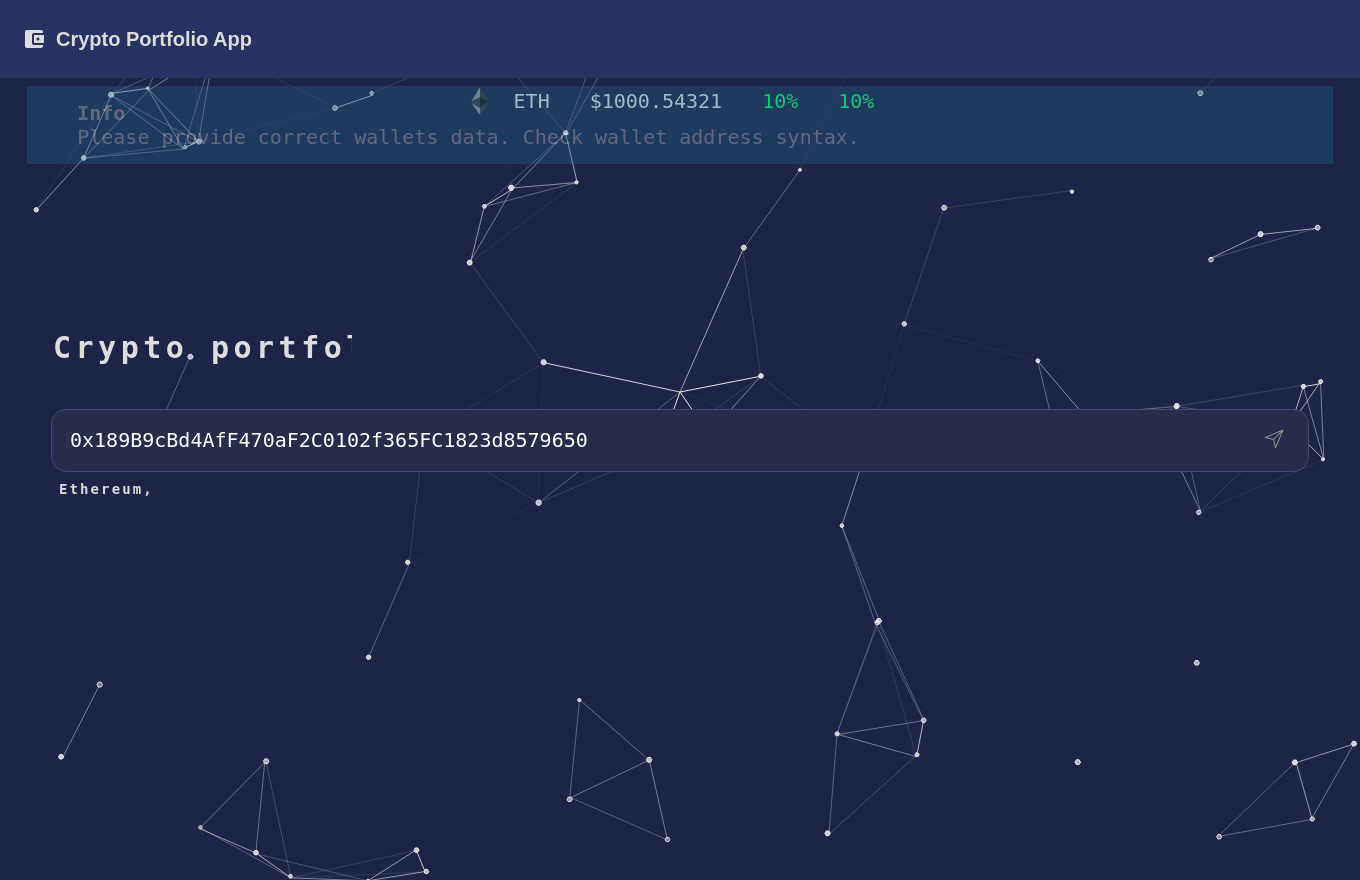 Crypto Portfolio App
ETH $1000.54321 10% 10%
Info
Please provide correct wallets data. Check wallet address syntax.
Crypto portfo
0x189B9cBd4AfF470aF2C0102f365FC1823d8579650
Ethereum,